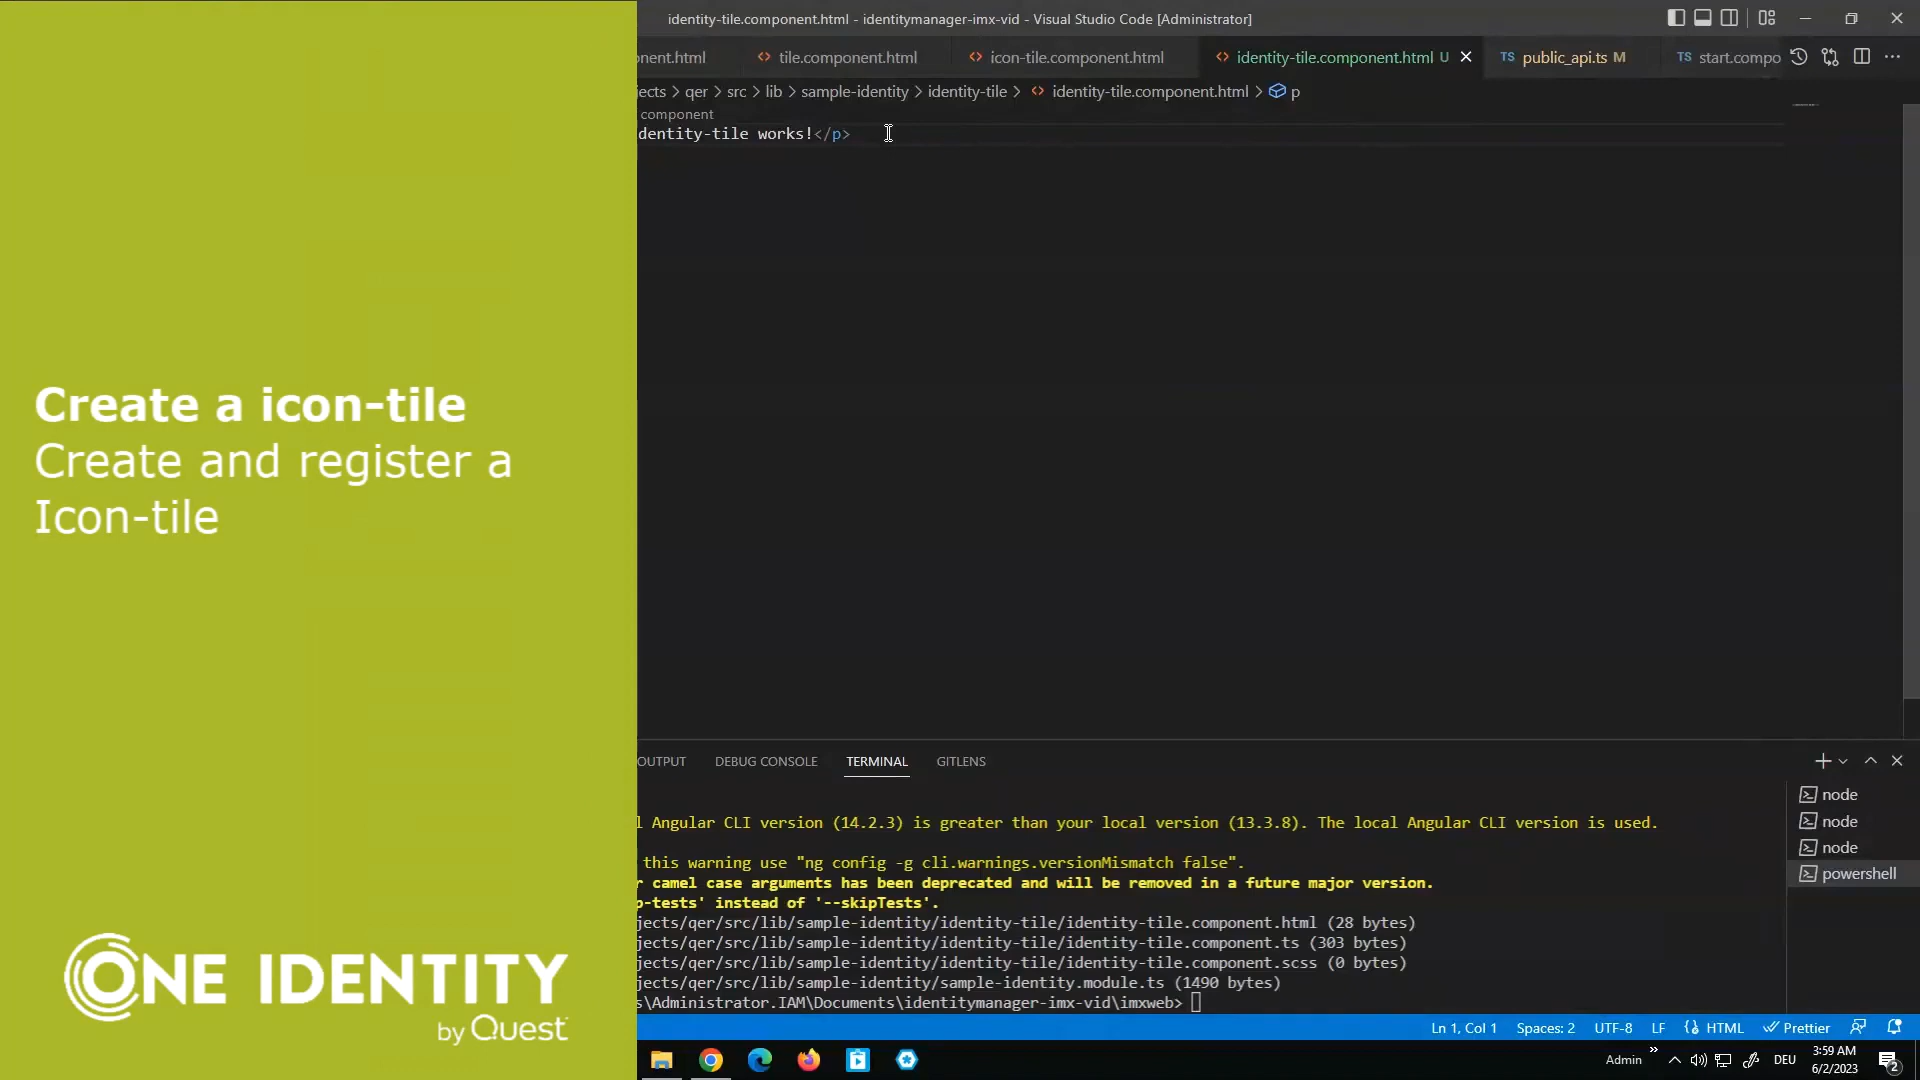 Create a icon-tile
Create and register a
Icon-tile
ONE IDENTITY
by Quest
identity-tile.component.html - identitymanager-imx-vid - Visual Studio Code [Administrator]
onent.html
<> tile.component.html
<> icon-tile.component.html
<> identity-tile.component.html U
TS public_api.ts M
TS start.compo
jects > qer > src > lib > sample-identity > identity-tile > <> identity-tile.component.html > p
component
dentity-tile works!</p>
OUTPUT DEBUG CONSOLE TERMINAL GITLENS
l Angular CLI version (14.2.3) is greater than your local version (13.3.8). The local Angular CLI version is used.
this warning use "ng config -g cli.warnings.versionMismatch false".
r camel case arguments has been deprecated and will be removed in a future major version.
p-tests' instead of '--skipTests'.
jects/qer/src/lib/sample-identity/identity-tile/identity-tile.component.html (28 bytes)
jects/qer/src/lib/sample-identity/identity-tile/identity-tile.component.ts (303 bytes)
jects/qer/src/lib/sample-identity/identity-tile/identity-tile.component.scss (0 bytes)
jects/qer/src/lib/sample-identity/sample-identity.module.ts (1490 bytes)
s\Administrator.IAM\Documents\identitymanager-imx-vid\imxweb>
node
node
node
powershell
Ln 1, Col 1 Spaces: 2 UTF-8 LF HTML Prettier
Admin DEU
3:59 AM
6/2/2023
2